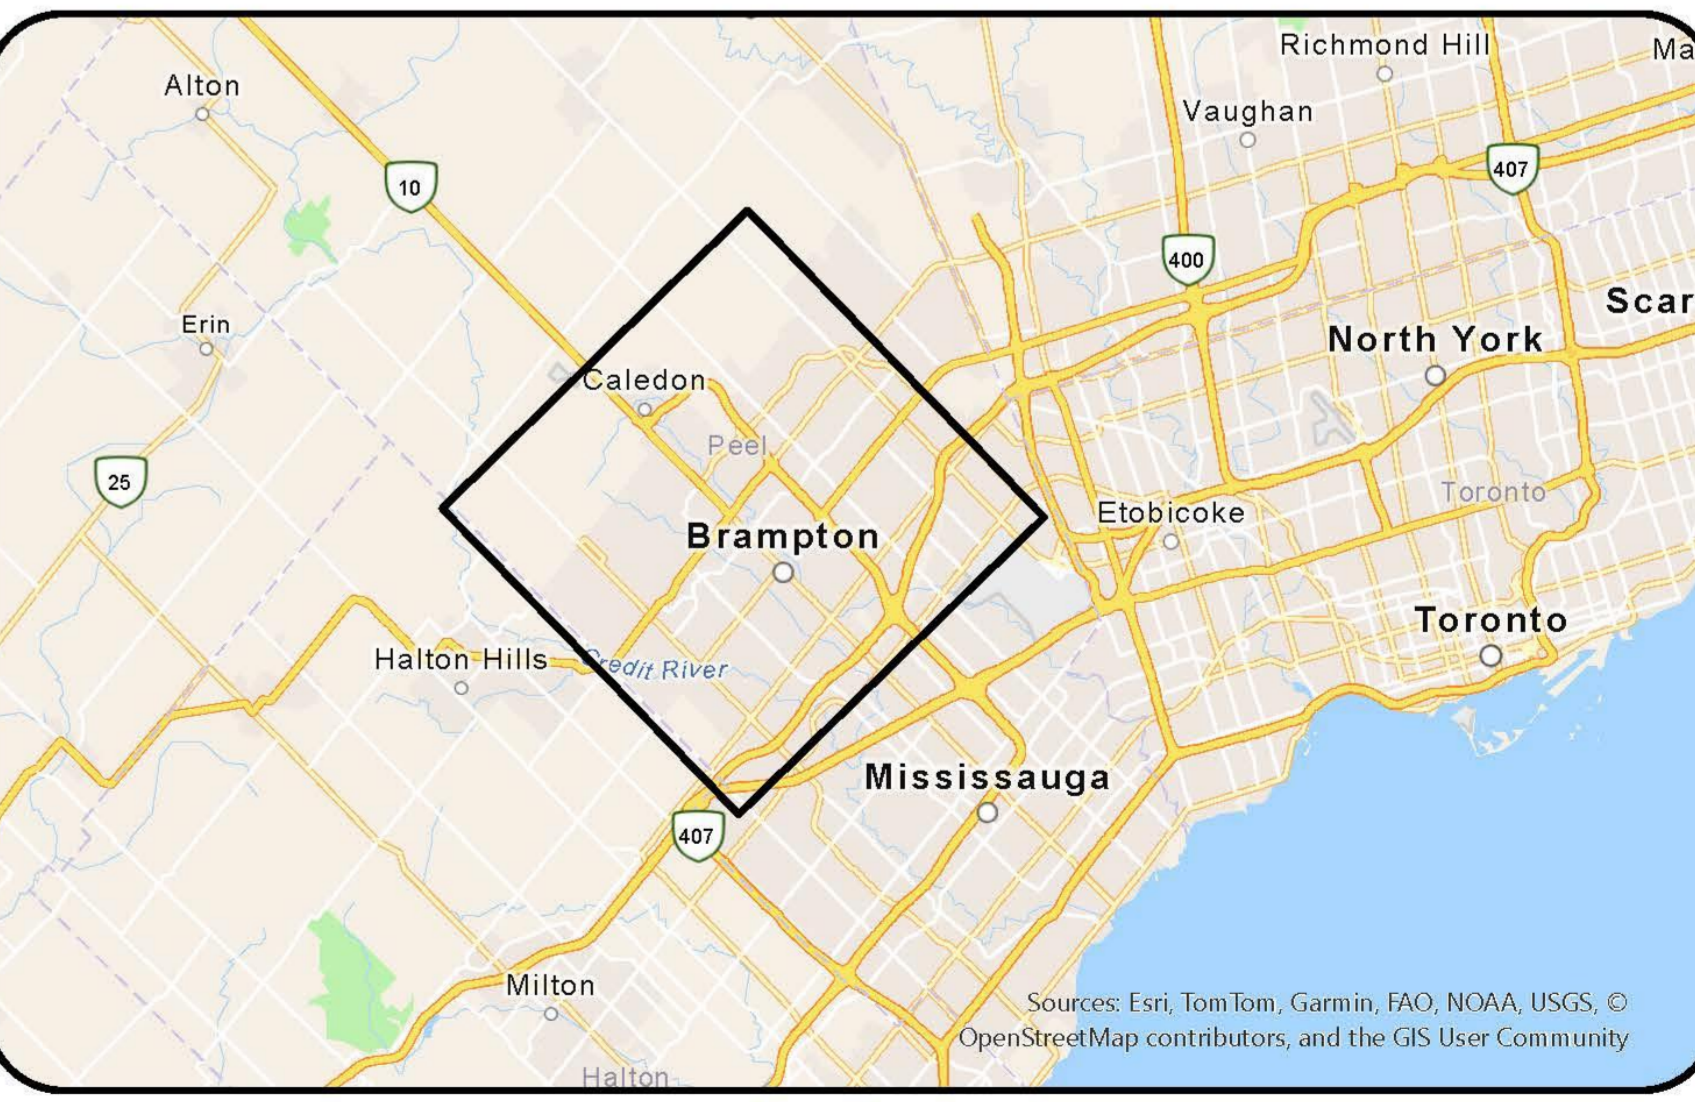 Richmond Hill
Ma
Alton
Vaughan
407
10
400
Scar
Erin
North York
Caledon
Peel
25
Toronto
Etobicoke
Brampton
Toronto
Halton Hills
Credit River
Mississauga
407
Milton
Sources: Esri, TomTom, Garmin, FAO, NOAA, USGS, ©
OpenStreetMap contributors, and the GIS User Community
Halton